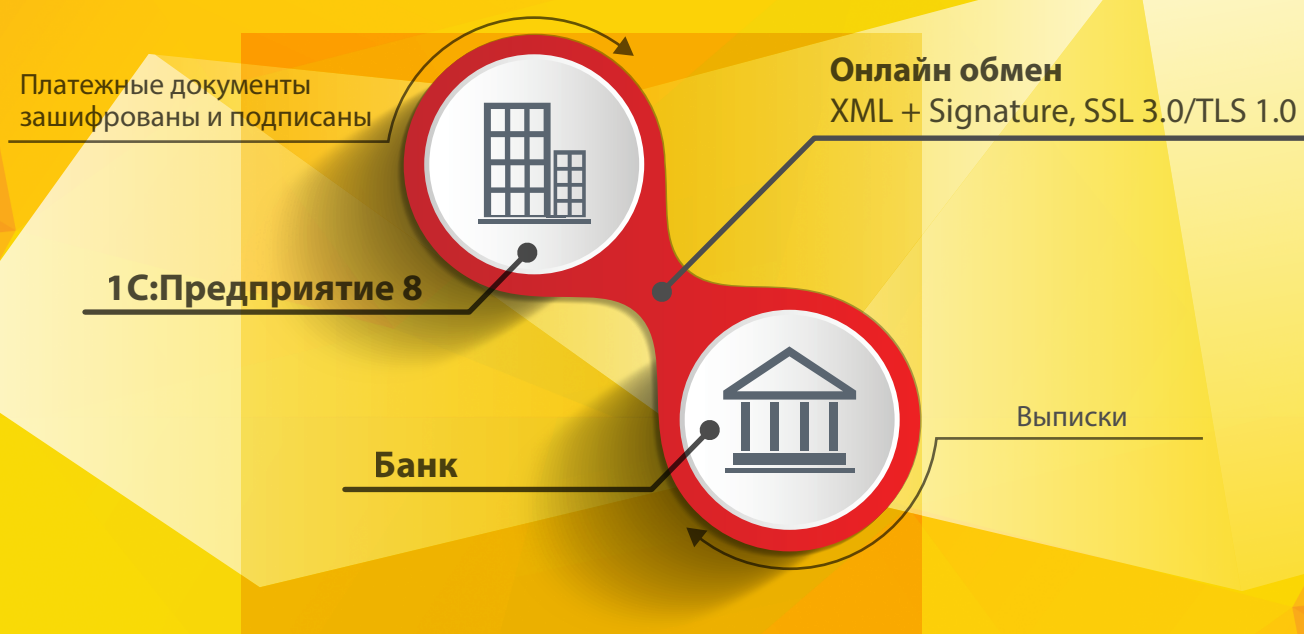 Платежные документы
зашифрованы и подписаны
Онлайн обмен
XML + Signature, SSL 3.0/TLS 1.0
1С:Предприятие 8
Выписки
Банк